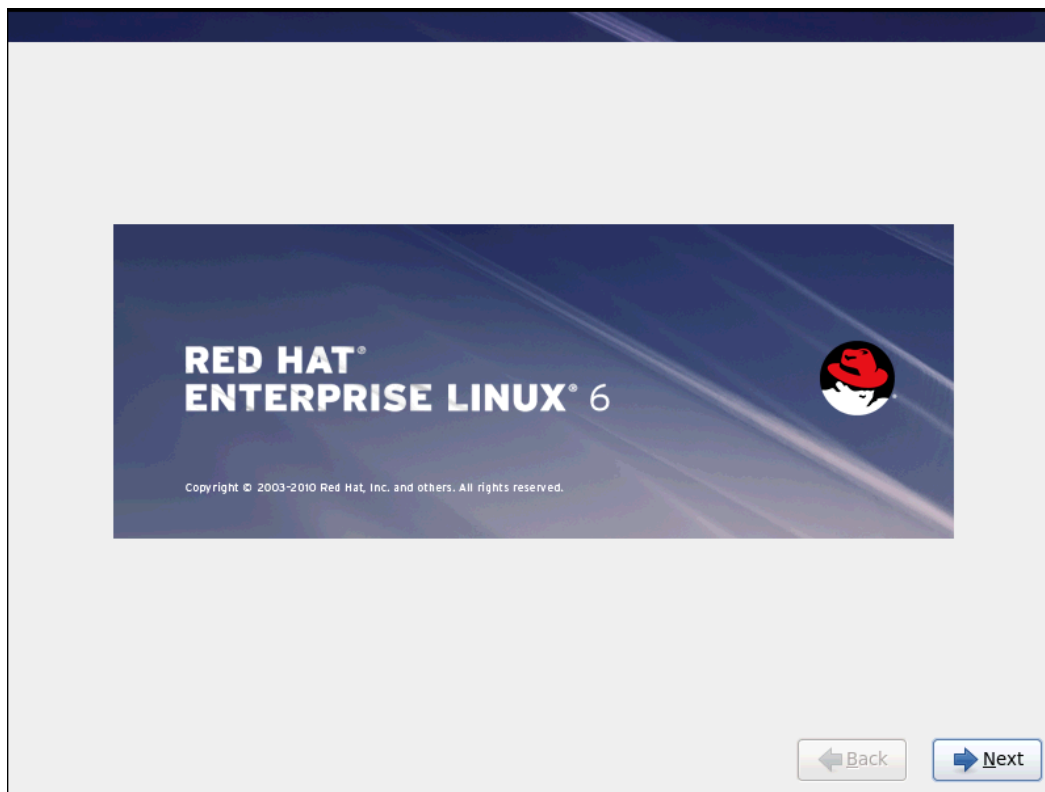 RED HAT®
ENTERPRISE LINUX® 6
Copyright © 2003-2010 Red Hat, Inc. and others. All rights reserved.
Back
Next